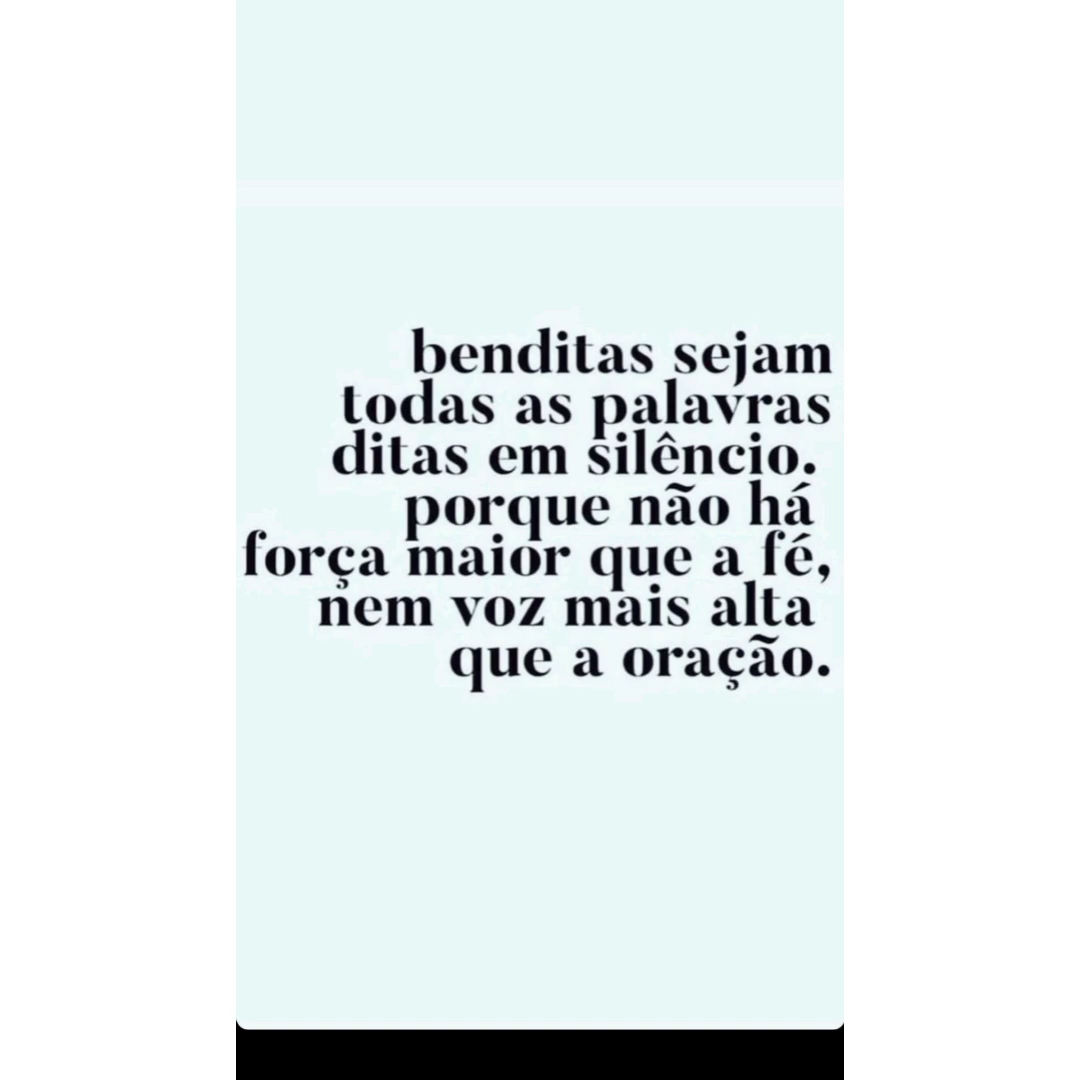 benditas sejam
todas as palavras
ditas em silêncio.
porque não há
força maior que a fé,
nem voz mais alta
que a oração.